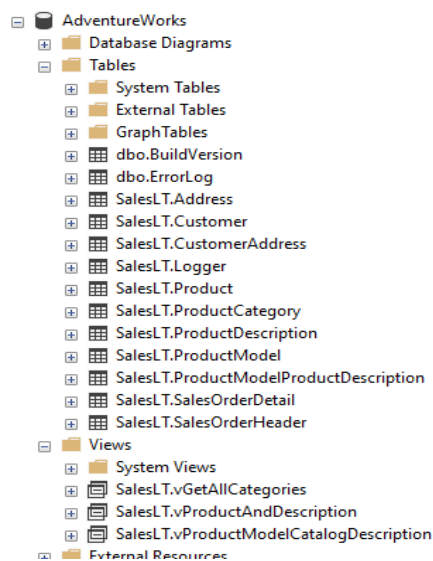 AdventureWorks
Database Diagrams
Tables
System Tables
External Tables
GraphTables
dbo.BuildVersion
dbo.ErrorLog
SalesLT.Address
SalesLT.Customer
SalesLT.CustomerAddress
SalesLT.Logger
SalesLT.Product
SalesLT.ProductCategory
SalesLT.ProductDescription
SalesLT.ProductModel
SalesLT.ProductModelProductDescription
SalesLT.SalesOrderDetail
SalesLT.SalesOrderHeader
Views
System Views
SalesLT.vGetAllCategories
SalesLT.vProductAndDescription
SalesLT.vProductModelCatalogDescription
External Resources